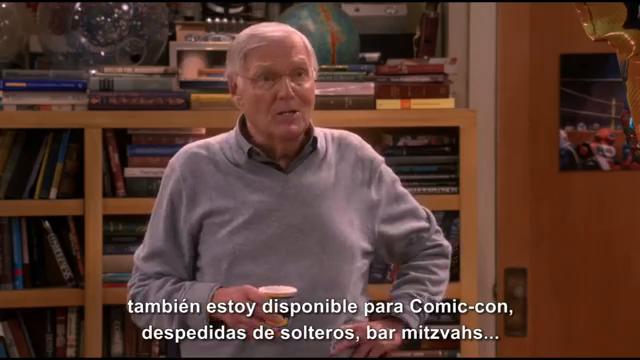 también estoy disponible para Comic-con,
despedidas de solteros, bar mitzvahs...